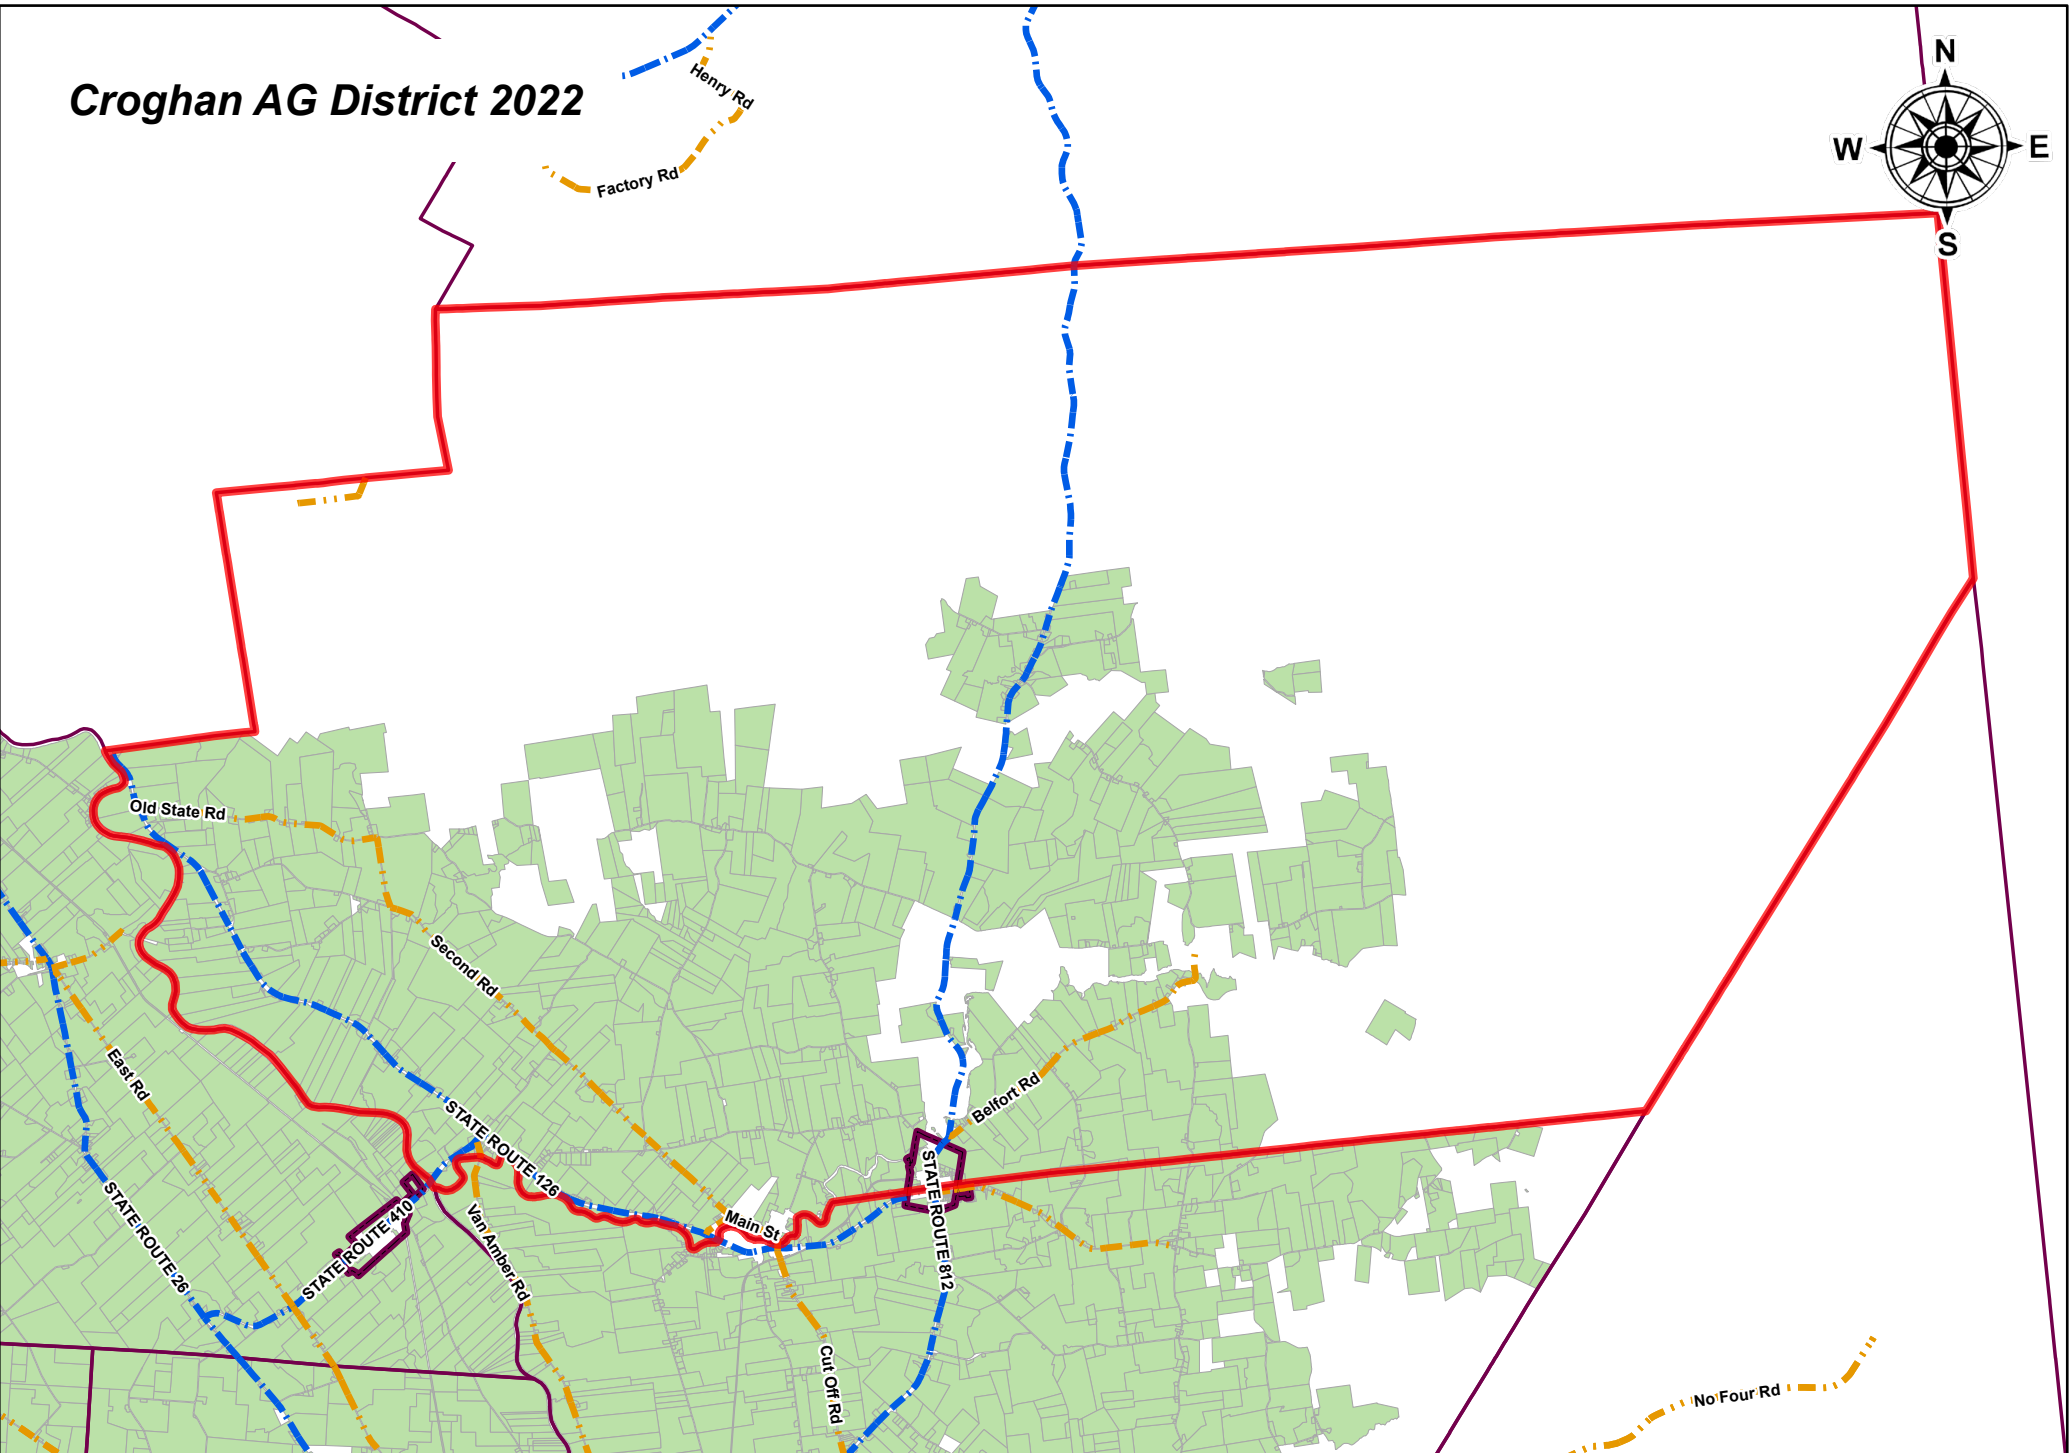 N
Henry Rd
Croghan AG District 2022
W
E
Factory Rd
S
Old State Rd
Second Rd
East Rd
Belfort Rd
STATE ROUTE 126
STATE ROUTE 812
STATE ROUTE 26
STATE ROUTE 410
Van Amber Rd
Main St
Cut Off Rd
No Four Rd